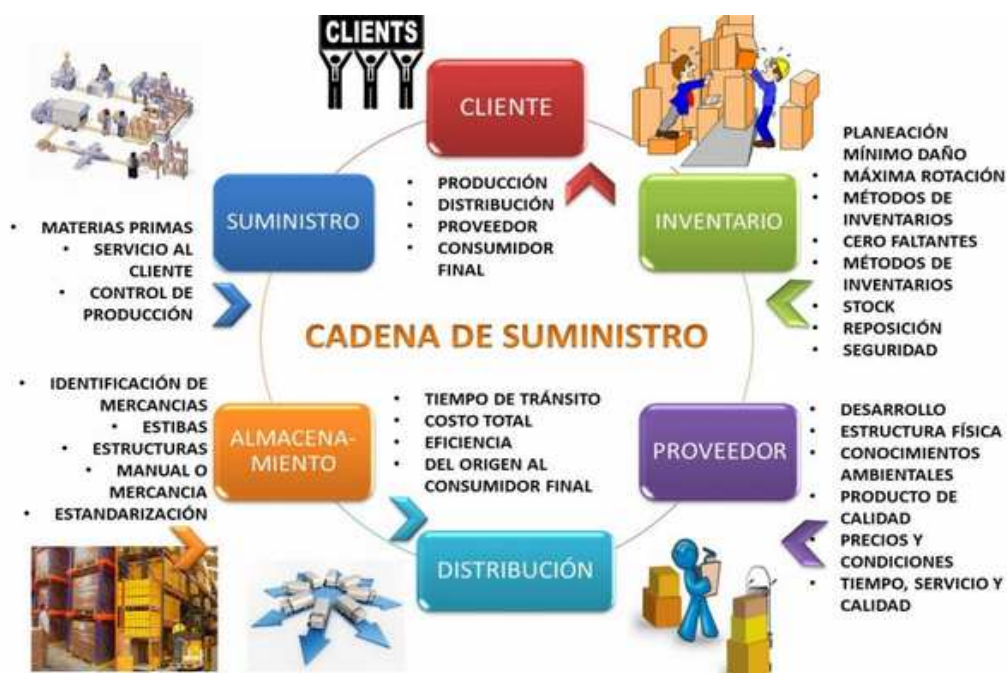 CLIENTS
CLIENTE
• PRODUCCIÓN
• DISTRIBUCIÓN
• PROVEEDOR
• CONSUMIDOR
FINAL
INVENTARIO
PLANEACIÓN
• MÍNIMO DAÑO
• MÁXIMA ROTACIÓN
• MÉTODOS DE
INVENTARIOS
• CERO FALTANTES
• MÉTODOS DE
INVENTARIOS
• STOCK
• REPOSICIÓN
• SEGURIDAD
SUMINISTRO
• MATERIAS PRIMAS
• SERVICIO AL
CLIENTE
• CONTROL DE
PRODUCCIÓN
CADENA DE SUMINISTRO
• IDENTIFICACIÓN DE
MERCANCIAS
• ESTIBAS
• ESTRUCTURAS
• MANUAL O
MERCANCIA
• ESTANDARIZACIÓN
ALMACENA-
MIENTO
• TIEMPO DE TRÁNSITO
• COSTO TOTAL
• EFICIENCIA
• DEL ORIGEN AL
CONSUMIDOR FINAL
DISTRIBUCIÓN
PROVEEDOR
• DESARROLLO
• ESTRUCTURA FÍSICA
• CONOCIMIENTOS
AMBIENTALES
• PRODUCTO DE
CALIDAD
• PRECIOS Y
CONDICIONES
• TIEMPO, SERVICIO Y
CALIDAD